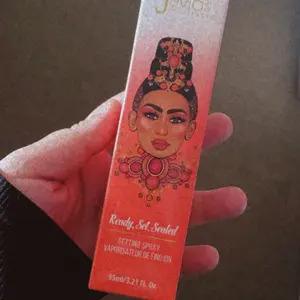 Ready, Set, Sealed
SETTING SPRAY
VAPORISATEUR DE FINITION
95ml/3.21 fl. Oz.